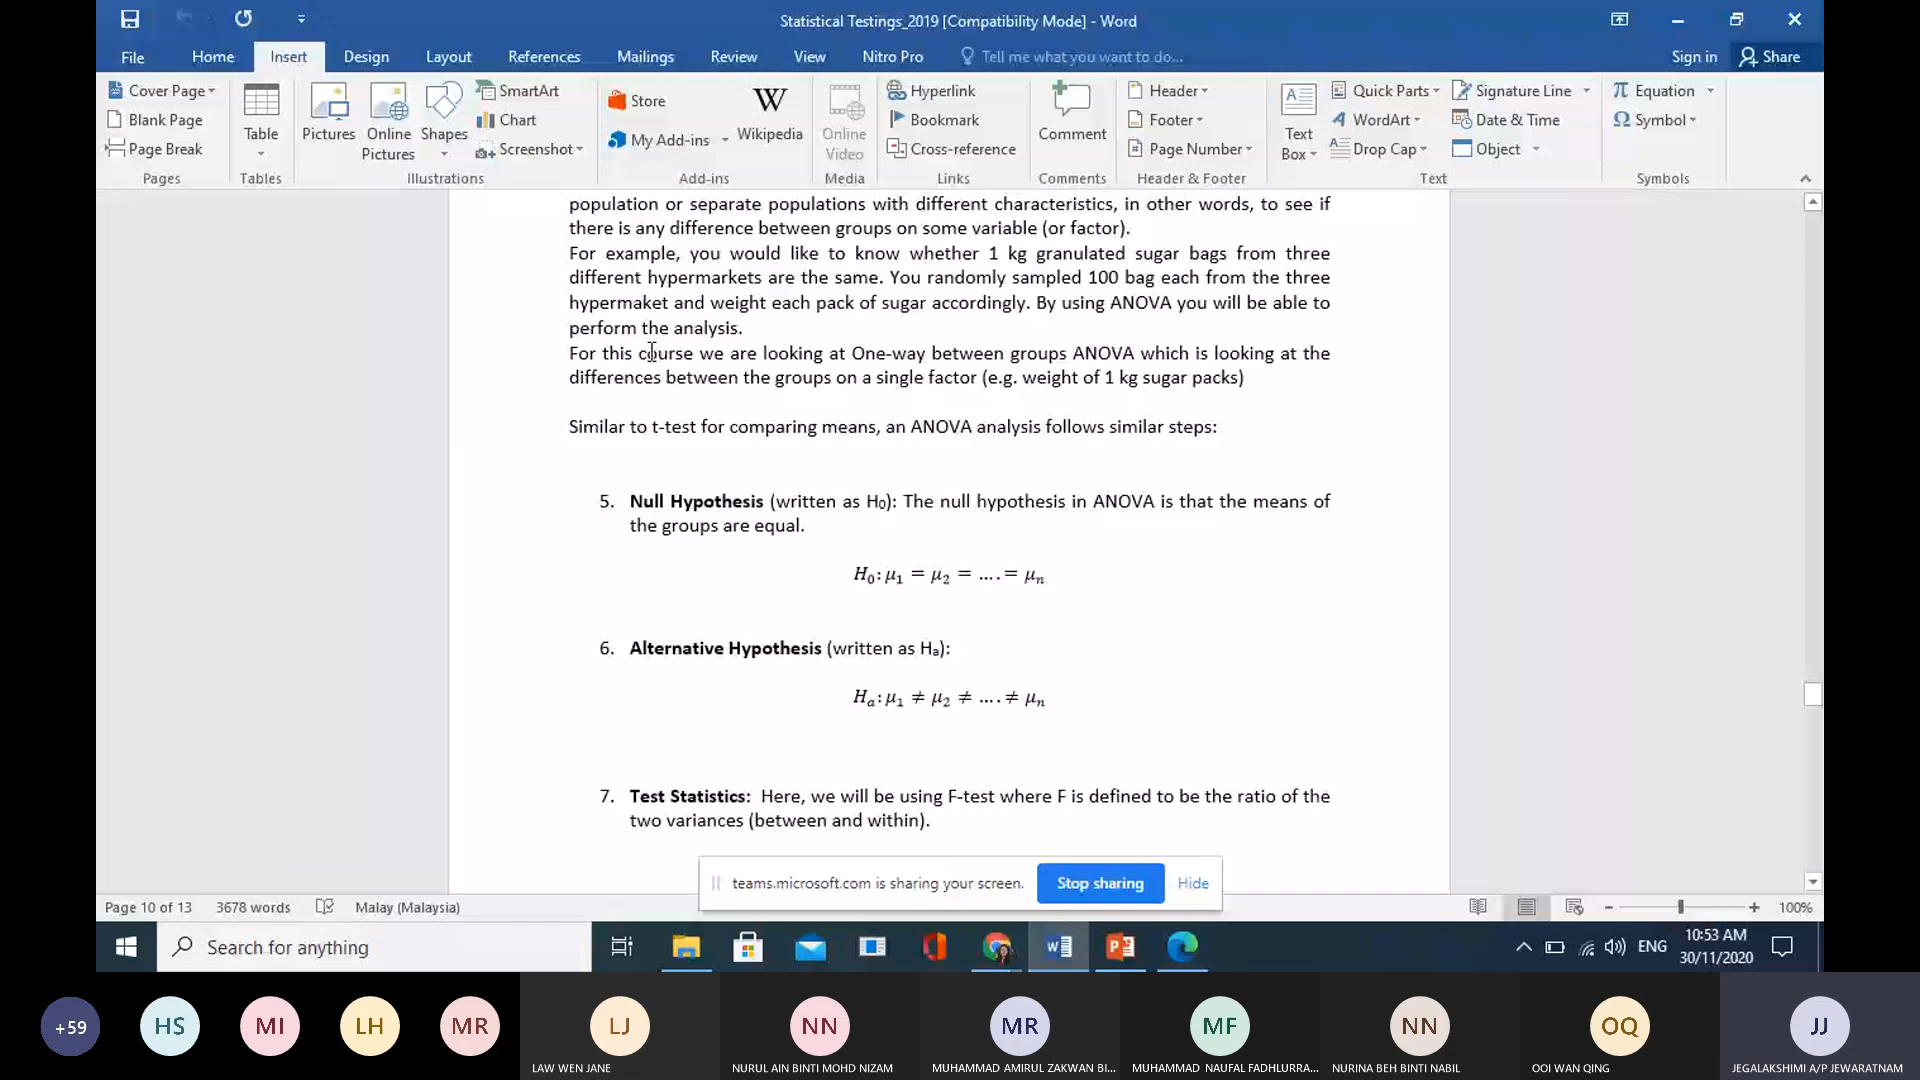 Statistical Testings_2019 [Compatibility Mode] - Word
File Home Insert Design Layout References Mailings Review View Nitro Pro Tell me what you want to do... Sign in Share
Cover Page
Blank Page
Page Break
Pages
Table
Tables
Pictures
Online Pictures
Shapes
SmartArt
Chart
Screenshot
Illustrations
Store
My Add-ins
W
Wikipedia
Add-ins
Online Video
Media
Hyperlink
Bookmark
Cross-reference
Links
Comment
Comments
Header
Footer
Page Number
Header & Footer
Text Box
Quick Parts
WordArt
Drop Cap
Signature Line
Date & Time
Object
Text
Equation
Symbol
Symbols
population or separate populations with different characteristics, in other words, to see if
there is any difference between groups on some variable (or factor).
For example, you would like to know whether 1 kg granulated sugar bags from three
different hypermarkets are the same. You randomly sampled 100 bag each from the three
hypermaket and weight each pack of sugar accordingly. By using ANOVA you will be able to
perform the analysis.
For this course we are looking at One-way between groups ANOVA which is looking at the
differences between the groups on a single factor (e.g. weight of 1 kg sugar packs)
Similar to t-test for comparing means, an ANOVA analysis follows similar steps:
5. Null Hypothesis (written as H₀): The null hypothesis in ANOVA is that the means of
the groups are equal.
H₀: μ₁ = μ₂ = .... = μₙ
6. Alternative Hypothesis (written as Hₐ):
Hₐ: μ₁ ≠ μ₂ ≠ .... ≠ μₙ
7. Test Statistics: Here, we will be using F-test where F is defined to be the ratio of the
two variances (between and within).
teams.microsoft.com is sharing your screen. Stop sharing Hide
Page 10 of 13 3678 words Malay (Malaysia) 100%
Search for anything
ENG
10:53 AM
30/11/2020
+59 HS MI LH MR LJ NN MR MF NN OQ JJ
LAW WEN JANE NURUL AIN BINTI MOHD NIZAM MUHAMMAD AMIRUL ZAKWAN BI... MUHAMMAD NAUFAL FADHLURRA... NURINA BEH BINTI NABIL OOI WAN QING JEGALAKSHIMI A/P JEWARATNAM